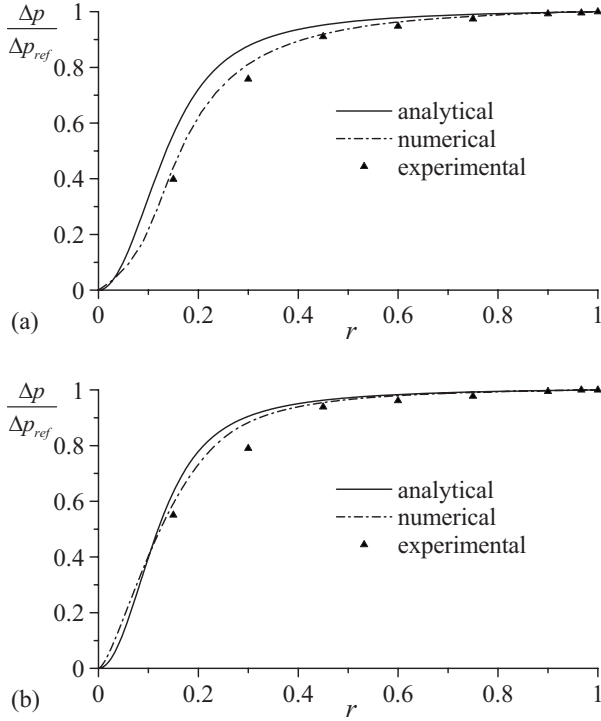 Δp
Δp_ref
1
0.8
0.6
0.4
0.2
0
analytical
numerical
experimental
0 0.2 0.4 0.6 0.8 1
(a) r
Δp
Δp_ref
1
0.8
0.6
0.4
0.2
0
analytical
numerical
experimental
0 0.2 0.4 0.6 0.8 1
(b) r